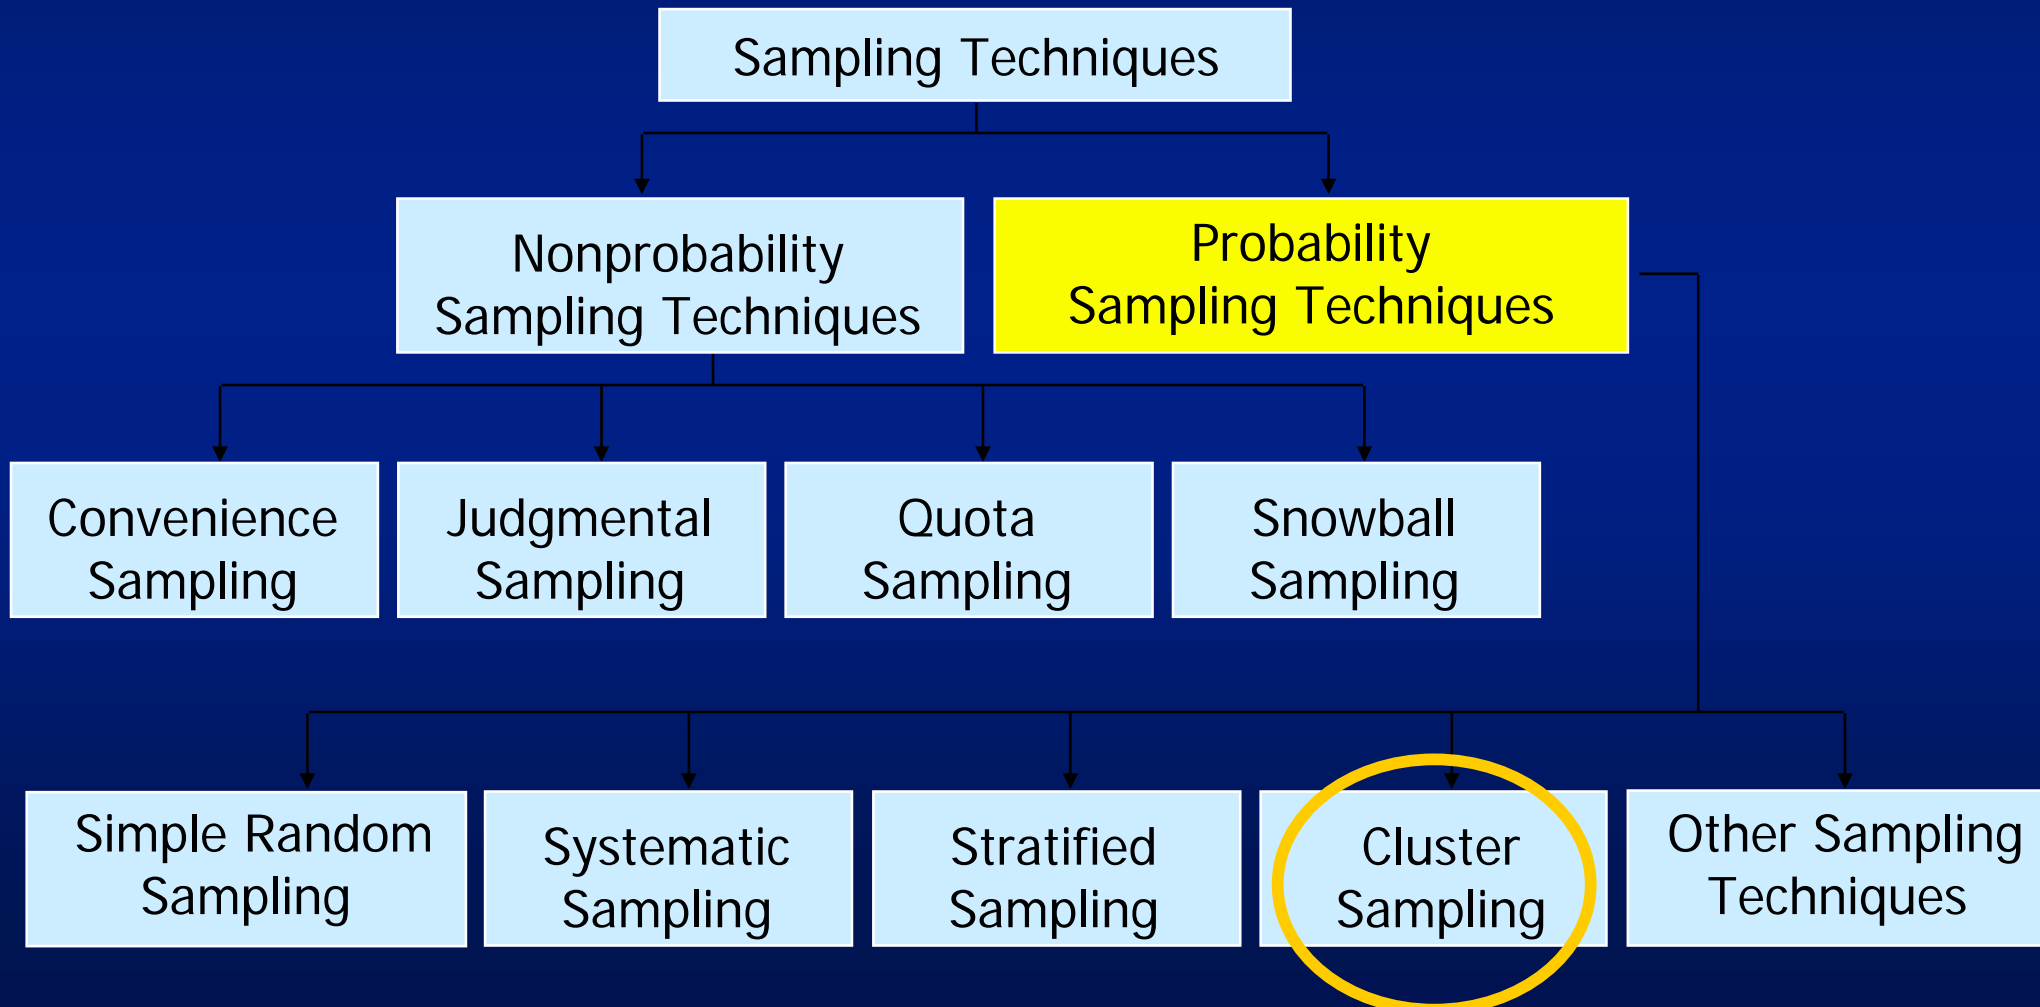 Sampling Techniques
Nonprobability
Sampling Techniques
Probability
Sampling Techniques
Convenience
Sampling
Judgmental
Sampling
Quota
Sampling
Snowball
Sampling
Simple Random
Sampling
Systematic
Sampling
Stratified
Sampling
Cluster
Sampling
Other Sampling
Techniques